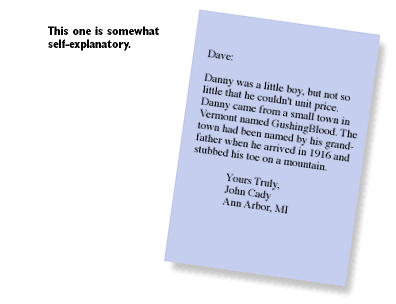 This one is somewhat
self-explanatory.
Dave:
Danny was a little boy, but not so
little that he couldn't unit price.
Danny came from a small town in
Vermont named GushingBlood. The
town had been named by his grand-
father when he arrived in 1916 and
stubbed his toe on a mountain.
Yours Truly,
John Cady
Ann Arbor, MI